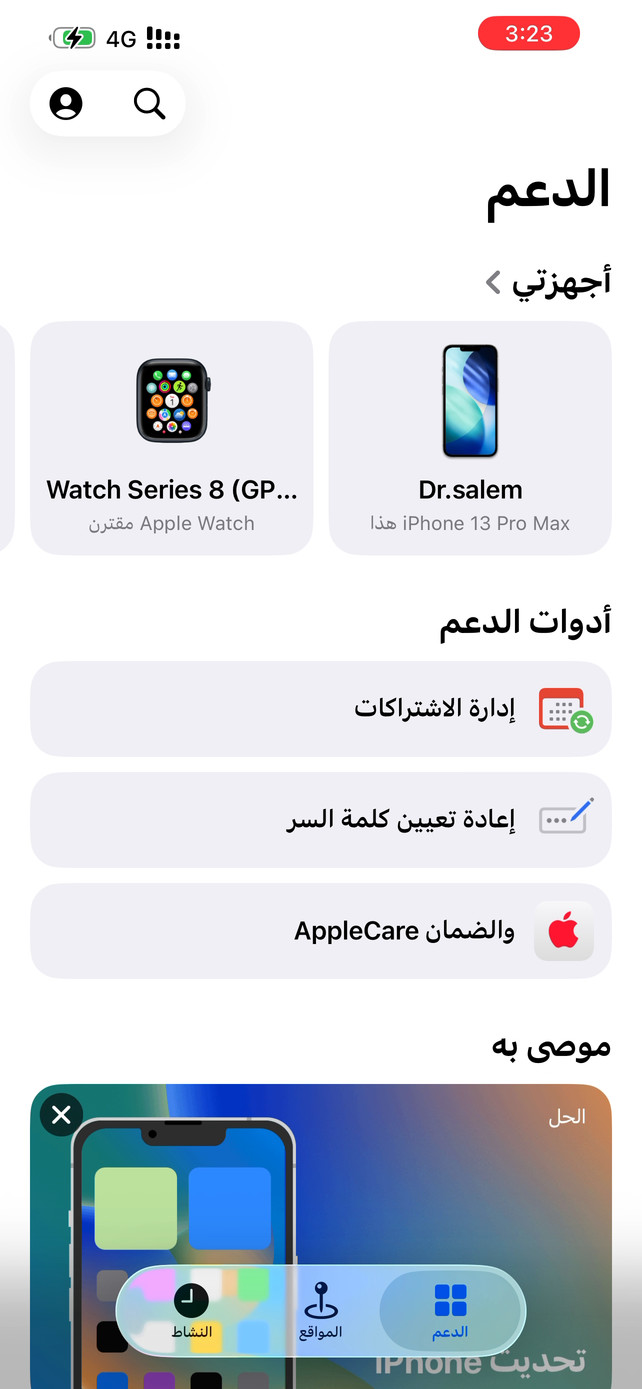 3:23
4G
الدعم
أجهزتي
Dr.salem
iPhone 13 Pro Max هذا
Watch Series 8 (GP...
Apple Watch مقترن
أدوات الدعم
إدارة الاشتراكات
إعادة تعيين كلمة السر
AppleCare والضمان
موصى به
الحل
تحديث iPhone
الدعم
المواقع
النشاط